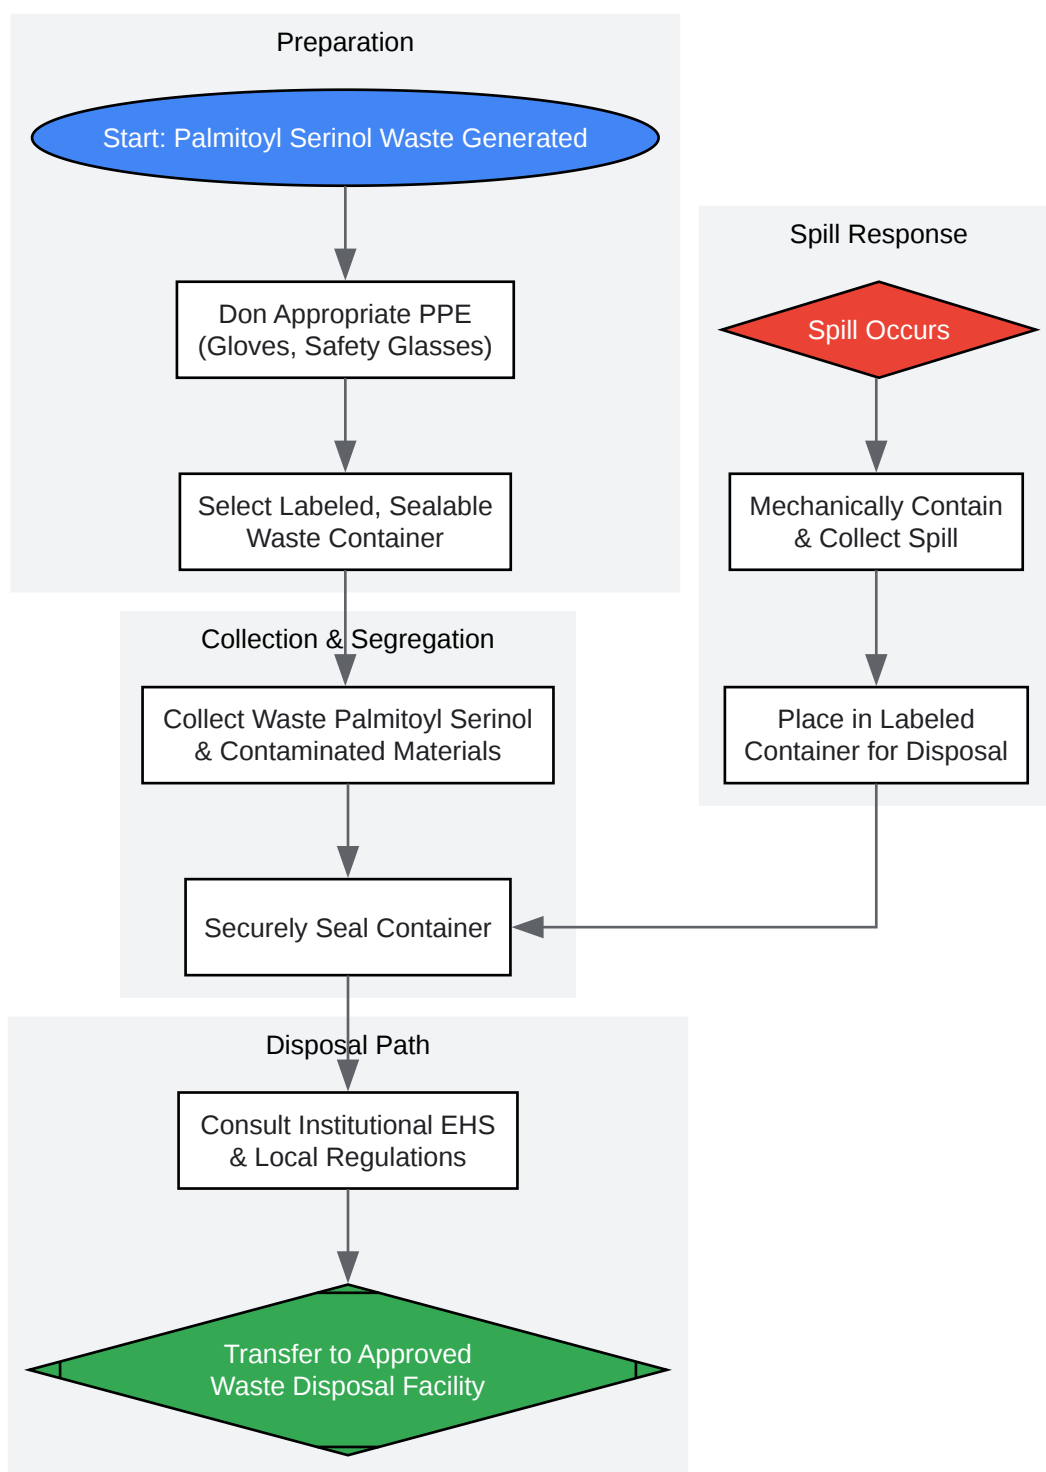 Preparation
Start: Palmitoyl Serinol Waste Generated
Don Appropriate PPE
(Gloves, Safety Glasses)
Select Labeled, Sealable
Waste Container
Spill Response
Spill Occurs
Mechanically Contain
& Collect Spill
Place in Labeled
Container for Disposal
Collection & Segregation
Collect Waste Palmitoyl Serinol
& Contaminated Materials
Securely Seal Container
Disposal Path
Consult Institutional EHS
& Local Regulations
Transfer to Approved
Waste Disposal Facility